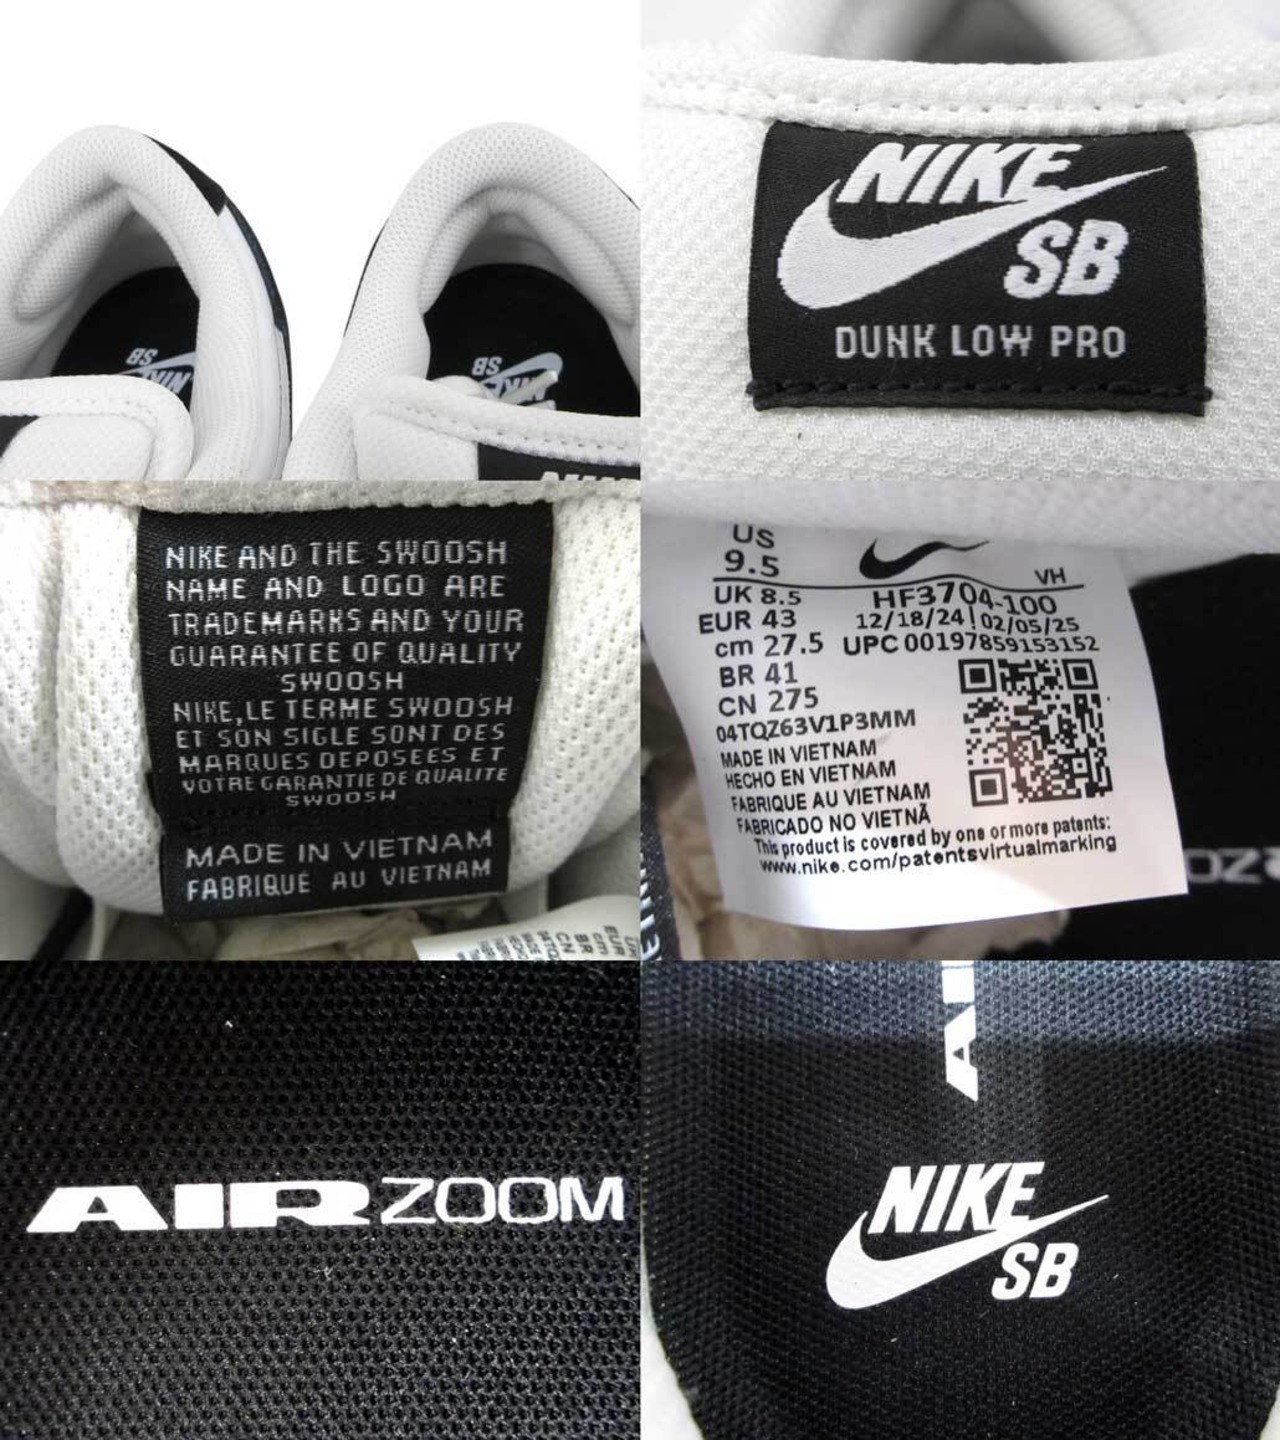 SB
NIKE
SB
NIKE
NIKE
SB
DUNK LOW PRO
NIKE AND THE SWOOSH
NAME AND LOGO ARE
TRADEMARKS AND YOUR
GUARANTEE OF QUALITY
SWOOSH
NIKE, LE TERME SWOOSH
ET SON SIGLE SONT DES
MARQUES DEPOSEES ET
VOTRE GARANTIE DE QUALITE
SWOOSH
MADE IN VIETNAM
FABRIQUE AU VIETNAM
US
9.5
VH
UK 8.5
HF3704-100
EUR 43
12/18/24|02/05/25
cm 27.5
UPC 00197859153152
BR 41
CN 275
04TQZ63V1P3MM
MADE IN VIETNAM
HECHO EN VIETNAM
FABRIQUE AU VIETNAM
FABRICADO NO VIETNÃ
This product is covered by one or more patents:
www.nike.com/patentsvirtualmarking
AIR ZOOM
NIKE
SB